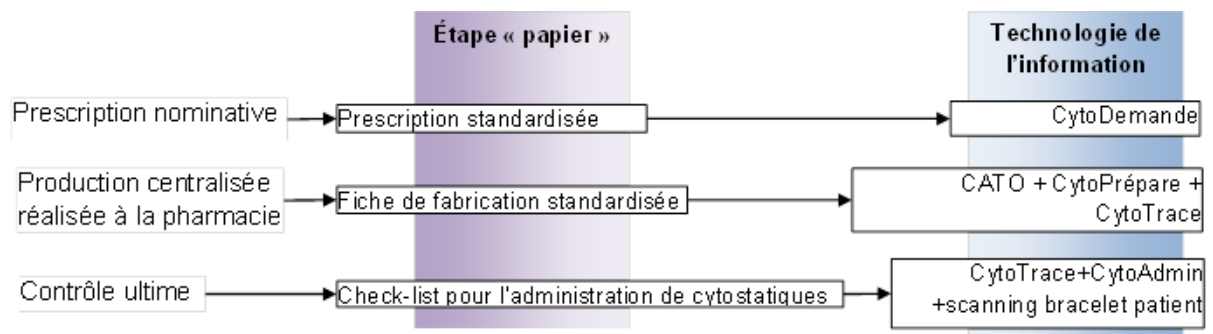 Étape « papier »
Technologie de
l'information
Prescription nominative
Prescription standardisée
CytoDemande
Production centralisée
réalisée à la pharmacie
Fiche de fabrication standardisée
CATO + CytoPrépare +
CytoTrace
Contrôle ultime
Check-list pour l'administration de cytostatiques
CytoTrace+CytoAdmin
+scanning bracelet patient